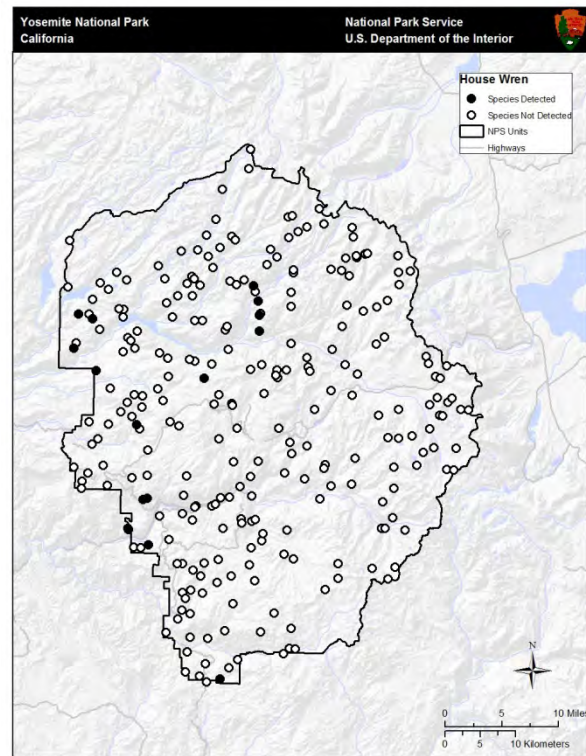 Yosemite National Park
California
National Park Service
U.S. Department of the Interior
House Wren
Species Detected
Species Not Detected
NPS Units
Highways
N
0 5 10 Miles
0 5 10 Kilometers